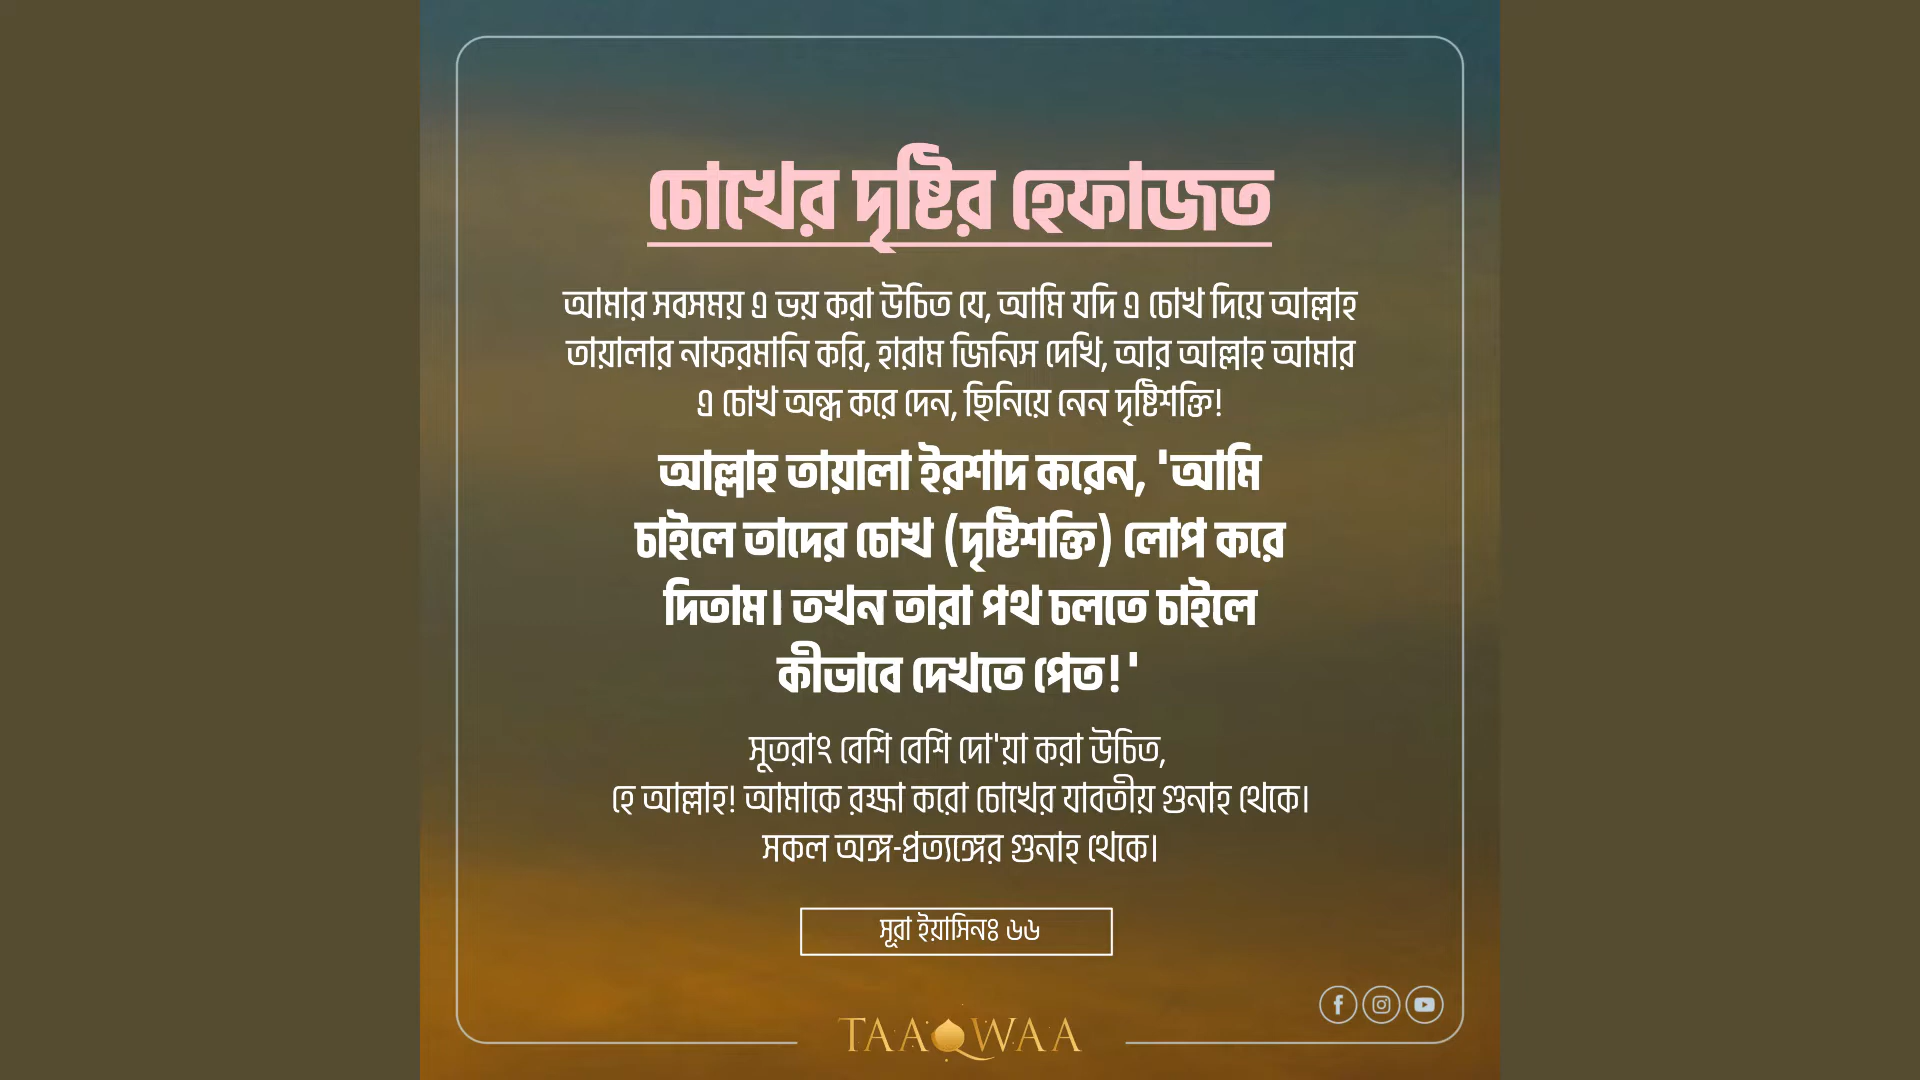 চোখের দৃষ্টির হেফাজত
আমার সবসময় এ ভয় করা উচিত যে, আমি যদি এ চোখ দিয়ে আল্লাহ
তায়ালার নাফরমানি করি, হারাম জিনিস দেখি, আর আল্লাহ আমার
এ চোখ অন্ধ করে দেন, ছিনিয়ে নেন দৃষ্টিশক্তি!
আল্লাহ তায়ালা ইরশাদ করেন, 'আমি
চাইলে তাদের চোখ (দৃষ্টিশক্তি) লোপ করে
দিতাম। তখন তারা পথ চলতে চাইলে
কীভাবে দেখতে পেত!'
সুতরাং বেশি বেশি দো'য়া করা উচিত,
হে আল্লাহ! আমাকে রক্ষা করো চোখের যাবতীয় গুনাহ থেকে।
সকল অঙ্গ-প্রত্যঙ্গের গুনাহ থেকে।
সূরা ইয়াসিনঃ ৬৬
TAAQWAA